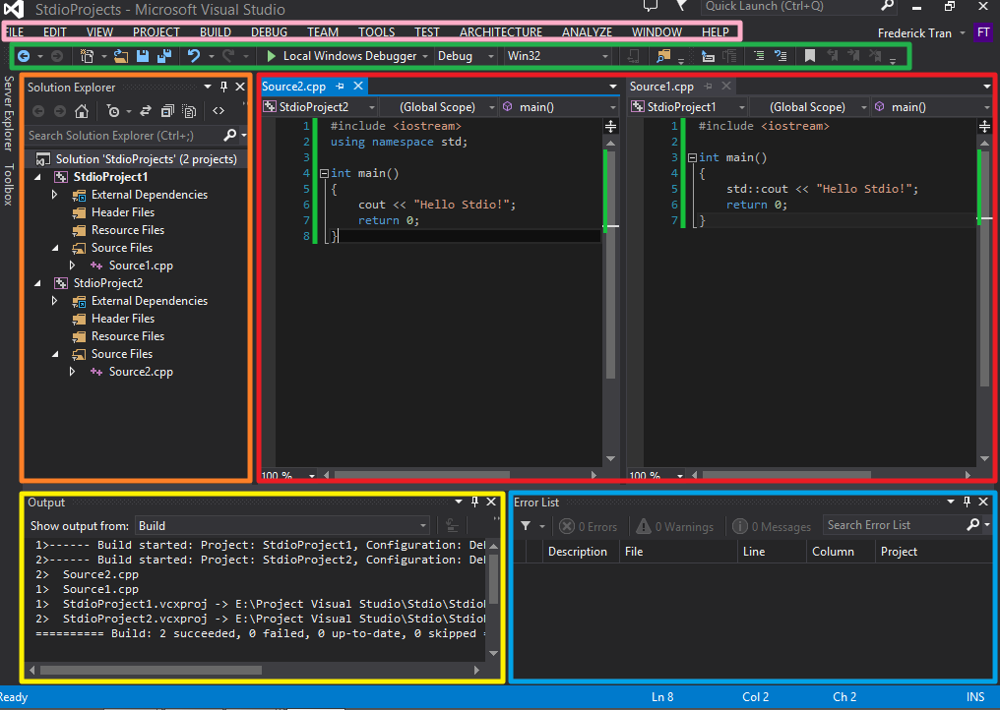 StdioProjects - Microsoft Visual Studio
Quick Launch (Ctrl+Q)
FILE EDIT VIEW PROJECT BUILD DEBUG TEAM TOOLS TEST ARCHITECTURE ANALYZE WINDOW HELP
Frederick Tran FT
Local Windows Debugger Debug Win32
Server Explorer
Toolbox
Solution Explorer
Search Solution Explorer (Ctrl+;)
Solution 'StdioProjects' (2 projects)
StdioProject1
External Dependencies
Header Files
Resource Files
Source Files
Source1.cpp
StdioProject2
External Dependencies
Header Files
Resource Files
Source Files
Source2.cpp
Source2.cpp
StdioProject2 (Global Scope) main()
1 #include <iostream>
2 using namespace std;
3
4 int main()
5 {
6 cout << "Hello Stdio!";
7 return 0;
8 }
100 %
Source1.cpp
StdioProject1 (Global Scope) main()
1 #include <iostream>
2
3 int main()
4 {
5 std::cout << "Hello Stdio!";
6 return 0;
7 }
100 %
Output
Show output from: Build
1>------ Build started: Project: StdioProject1, Configuration: De
2>------ Build started: Project: StdioProject2, Configuration: De
2> Source2.cpp
1> Source1.cpp
1> StdioProject1.vcxproj -> E:\Project Visual Studio\Stdio\Stdio
2> StdioProject2.vcxproj -> E:\Project Visual Studio\Stdio\Stdio
========== Build: 2 succeeded, 0 failed, 0 up-to-date, 0 skipped =
Error List
0 Errors 0 Warnings 0 Messages Search Error List
Description File Line Column Project
Ready Ln 8 Col 2 Ch 2 INS